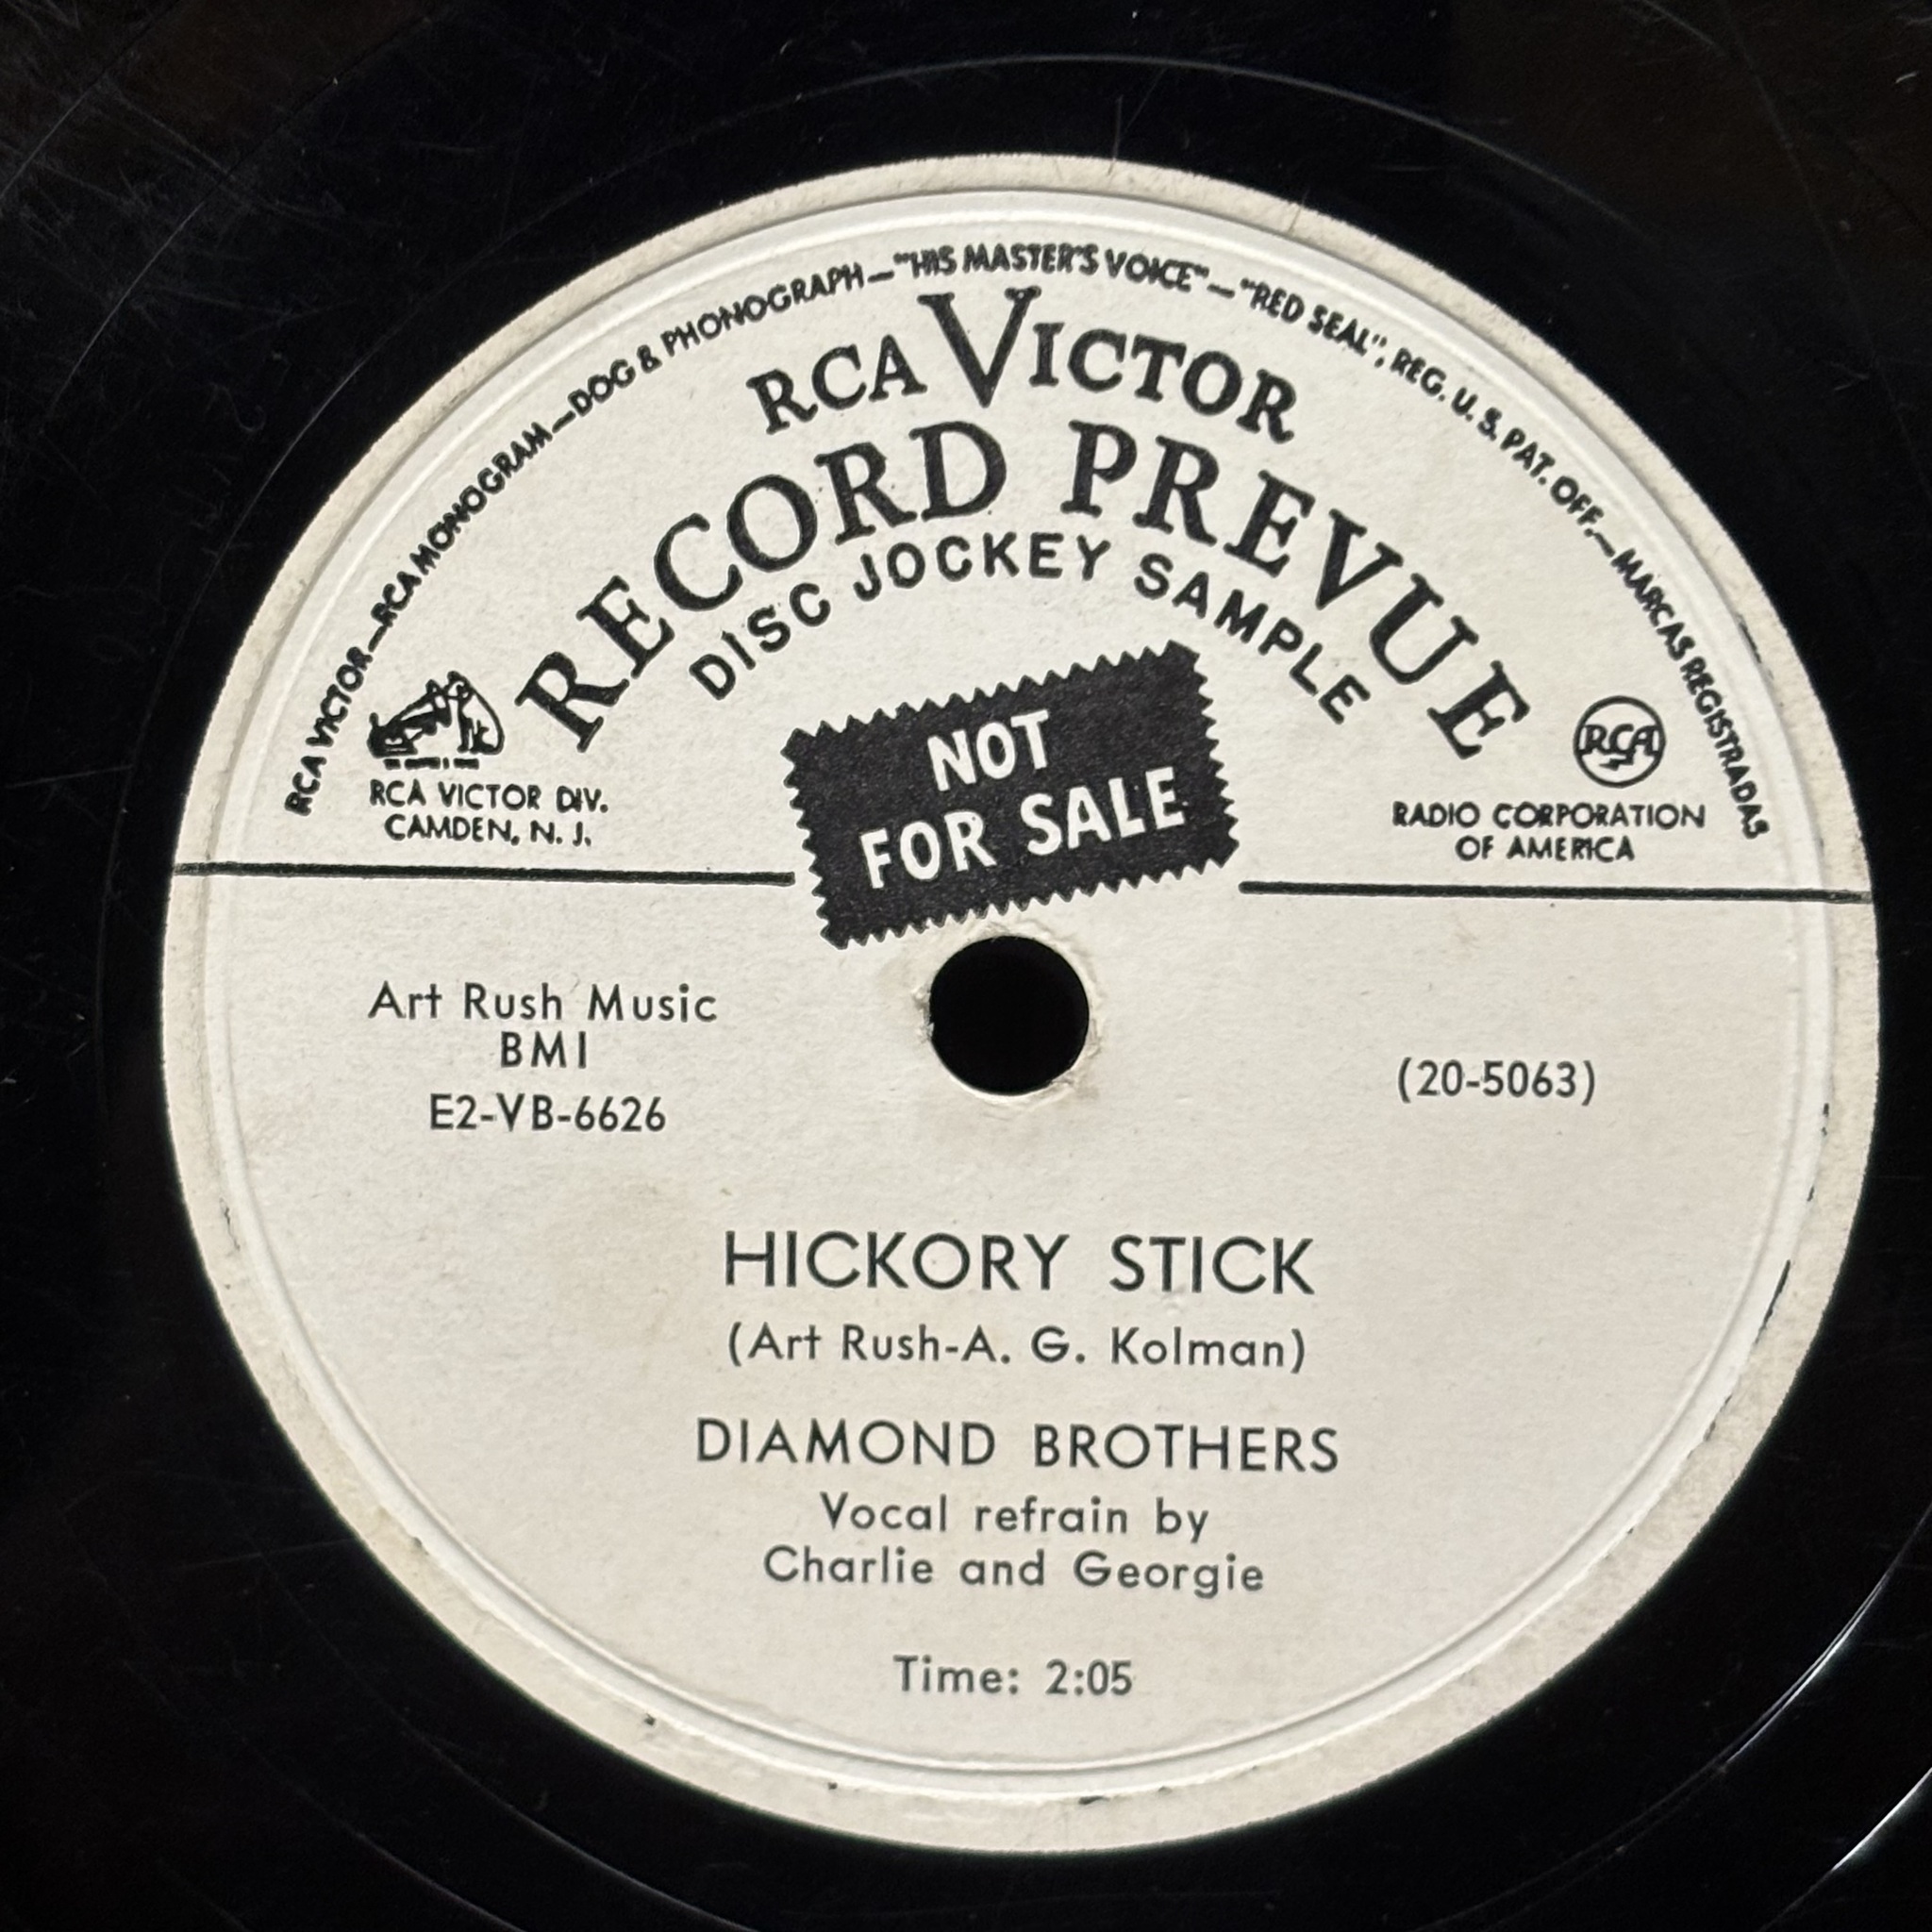 RCA VICTOR—RCA MONOGRAM—DOG & PHONOGRAPH—"HIS MASTER'S VOICE"—"RED SEAL", REG. U. S. PAT. OFF.—MARCAS REGISTRADAS
RCA VICTOR
RECORD PREVUE
DISC JOCKEY SAMPLE
NOT
FOR SALE
RCA VICTOR DIV.
CAMDEN, N. J.
RCA
RADIO CORPORATION
OF AMERICA
Art Rush Music
BMI
E2-VB-6626
(20-5063)
HICKORY STICK
(Art Rush-A. G. Kolman)
DIAMOND BROTHERS
Vocal refrain by
Charlie and Georgie
Time: 2:05